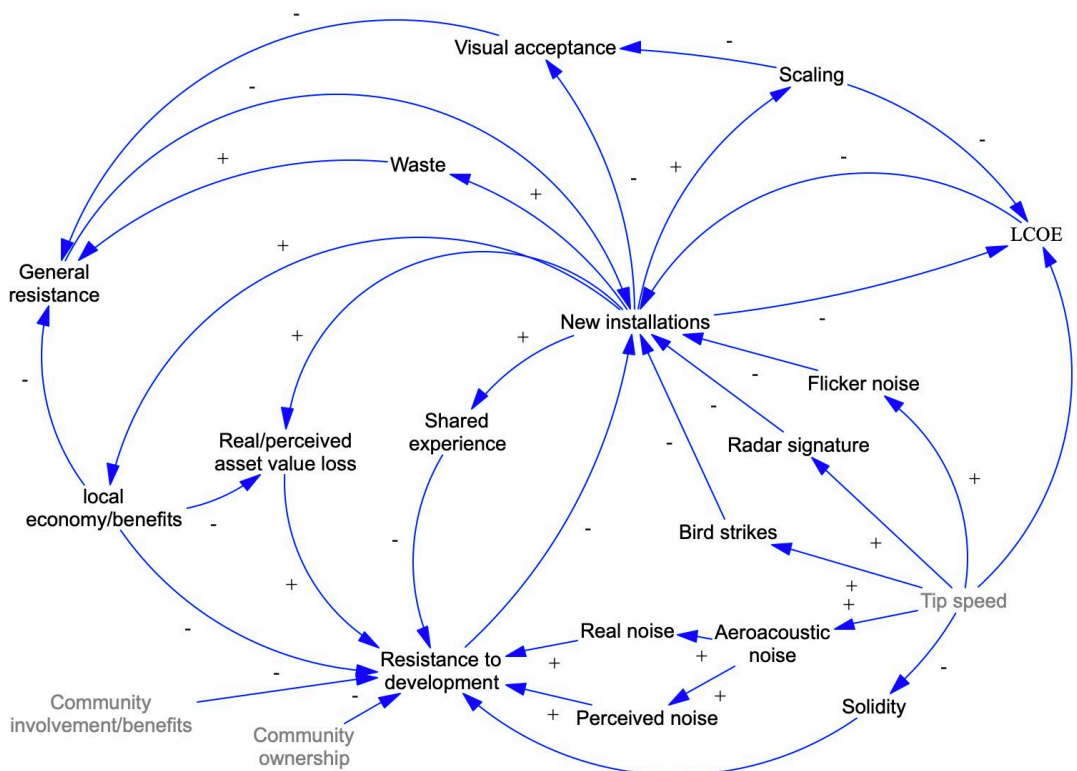 -
Visual acceptance
-
Scaling
-
-
+
Waste
+
-
+
-
LCOE
+
General
resistance
New installations
-
+
+
-
Flicker noise
-
Shared
experience
-
Radar signature
Real/perceived
asset value loss
-
local
economy/benefits
-
-
-
+
Bird strikes
+
+
+
Tip speed
+
-
Real noise
Aeroacoustic
noise
Resistance to
development
+
+
-
-
-
Community
involvement/benefits
+
+
Perceived noise
Solidity
Community
ownership